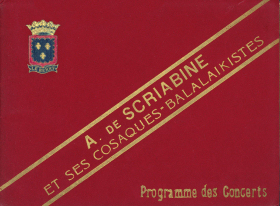 A. DE SCRIABINE
ET SES COSAQUES-BALALAIKISTES
Programme des Concerts